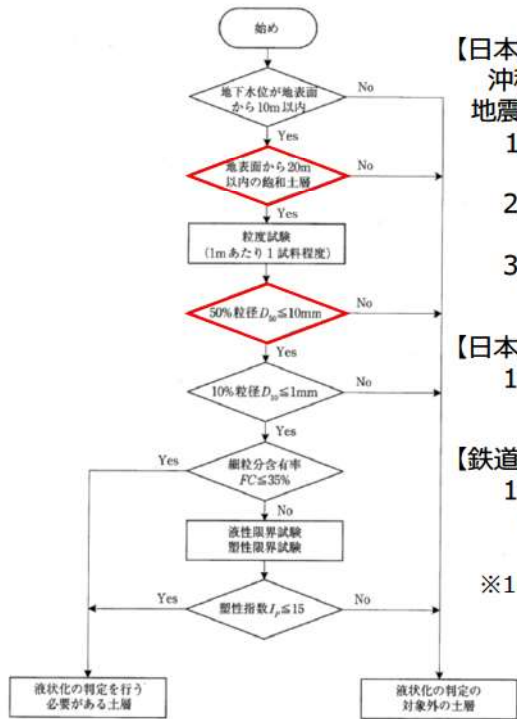 始め
地下水位が地表面
から10m以内
No
Yes
地表面から20m
以内の飽和土層
No
Yes
粒度試験
(1mあたり1試料程度)
50%粒径D50≦10mm
No
Yes
10%粒径D10≦1mm
No
Yes
細粒分含有率
FC≦35%
Yes
No
液性限界試験
塑性限界試験
塑性指数IP≦15
Yes
No
液状化の判定を行う
必要がある土層
液状化の判定の
対象外の土層
【日本
沖積
地震
1
2
3
【日本
1
【鉄道
1
※1